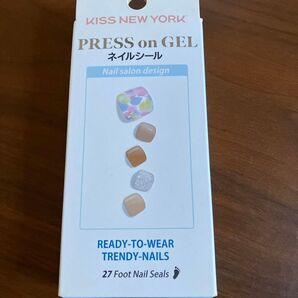 KISS NEW YORK
PRESS on GEL
ネイルシール
Nail salon design
READY-TO-WEAR
TRENDY-NAILS
27 Foot Nail Seals